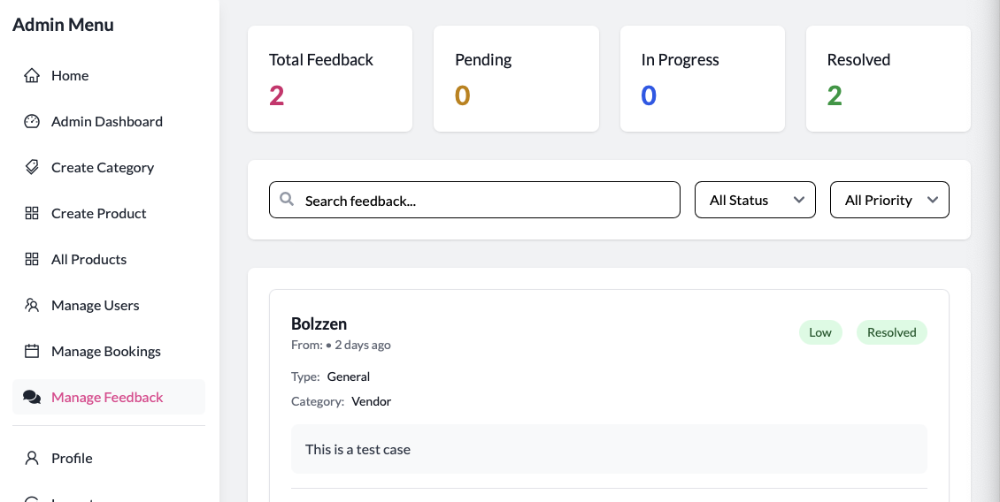 Admin Menu
Home
Admin Dashboard
Create Category
Create Product
All Products
Manage Users
Manage Bookings
Manage Feedback
Profile
Total Feedback
2
Pending
0
In Progress
0
Resolved
2
Search feedback...
All Status
All Priority
Bolzzen
Low
Resolved
From: • 2 days ago
Type: General
Category: Vendor
This is a test case